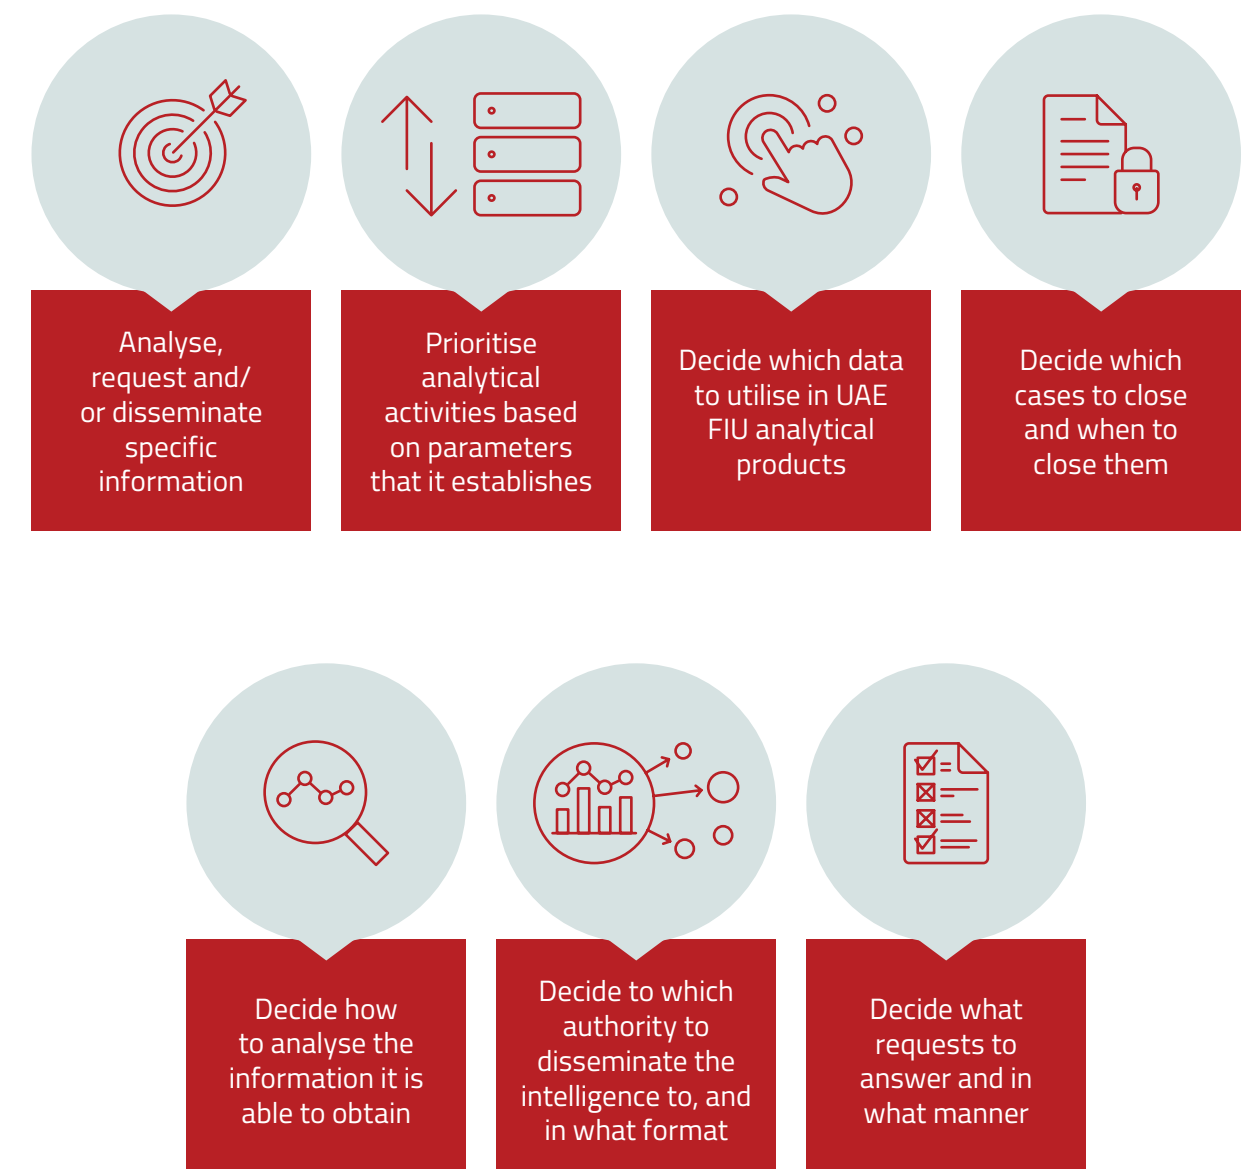 Analyse,
request and/
or disseminate
specific
information
Prioritise
analytical
activities based
on parameters
that it establishes
Decide which data
to utilise in UAE
FIU analytical
products
Decide which
cases to close
and when to
close them
Decide how
to analyse the
information it is
able to obtain
Decide to which
authority to
disseminate the
intelligence to, and
in what format
Decide what
requests to
answer and in
what manner